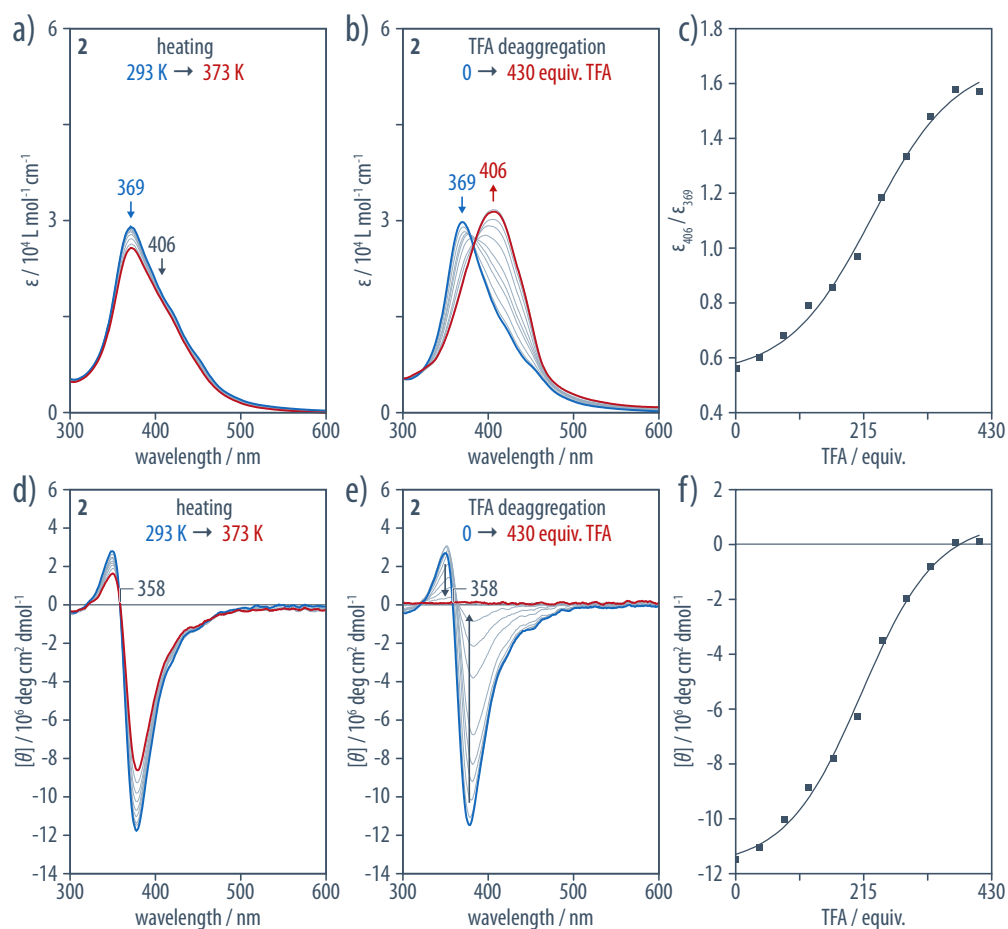 a)
2 heating
293 K → 373 K
369
406
ε / 10⁴ L mol⁻¹ cm⁻¹
6
3
0
300 400 500 600
wavelength / nm
b)
2 TFA deaggregation
0 → 430 equiv. TFA
369
406
ε / 10⁴ L mol⁻¹ cm⁻¹
6
3
0
300 400 500 600
wavelength / nm
c)
ε₄₀₆ / ε₃₆₉
1.8
1.6
1.4
1.2
1.0
0.8
0.6
0.4
0 215 430
TFA / equiv.
d)
2 heating
293 K → 373 K
358
[θ] / 10⁶ deg cm² dmol⁻¹
6
4
2
0
-2
-4
-6
-8
-10
-12
-14
300 400 500 600
wavelength / nm
e)
2 TFA deaggregation
0 → 430 equiv. TFA
358
[θ] / 10⁶ deg cm² dmol⁻¹
6
4
2
0
-2
-4
-6
-8
-10
-12
-14
300 400 500 600
wavelength / nm
f)
[θ] / 10⁶ deg cm² dmol⁻¹
2
0
-2
-4
-6
-8
-10
-12
0 215 430
TFA / equiv.